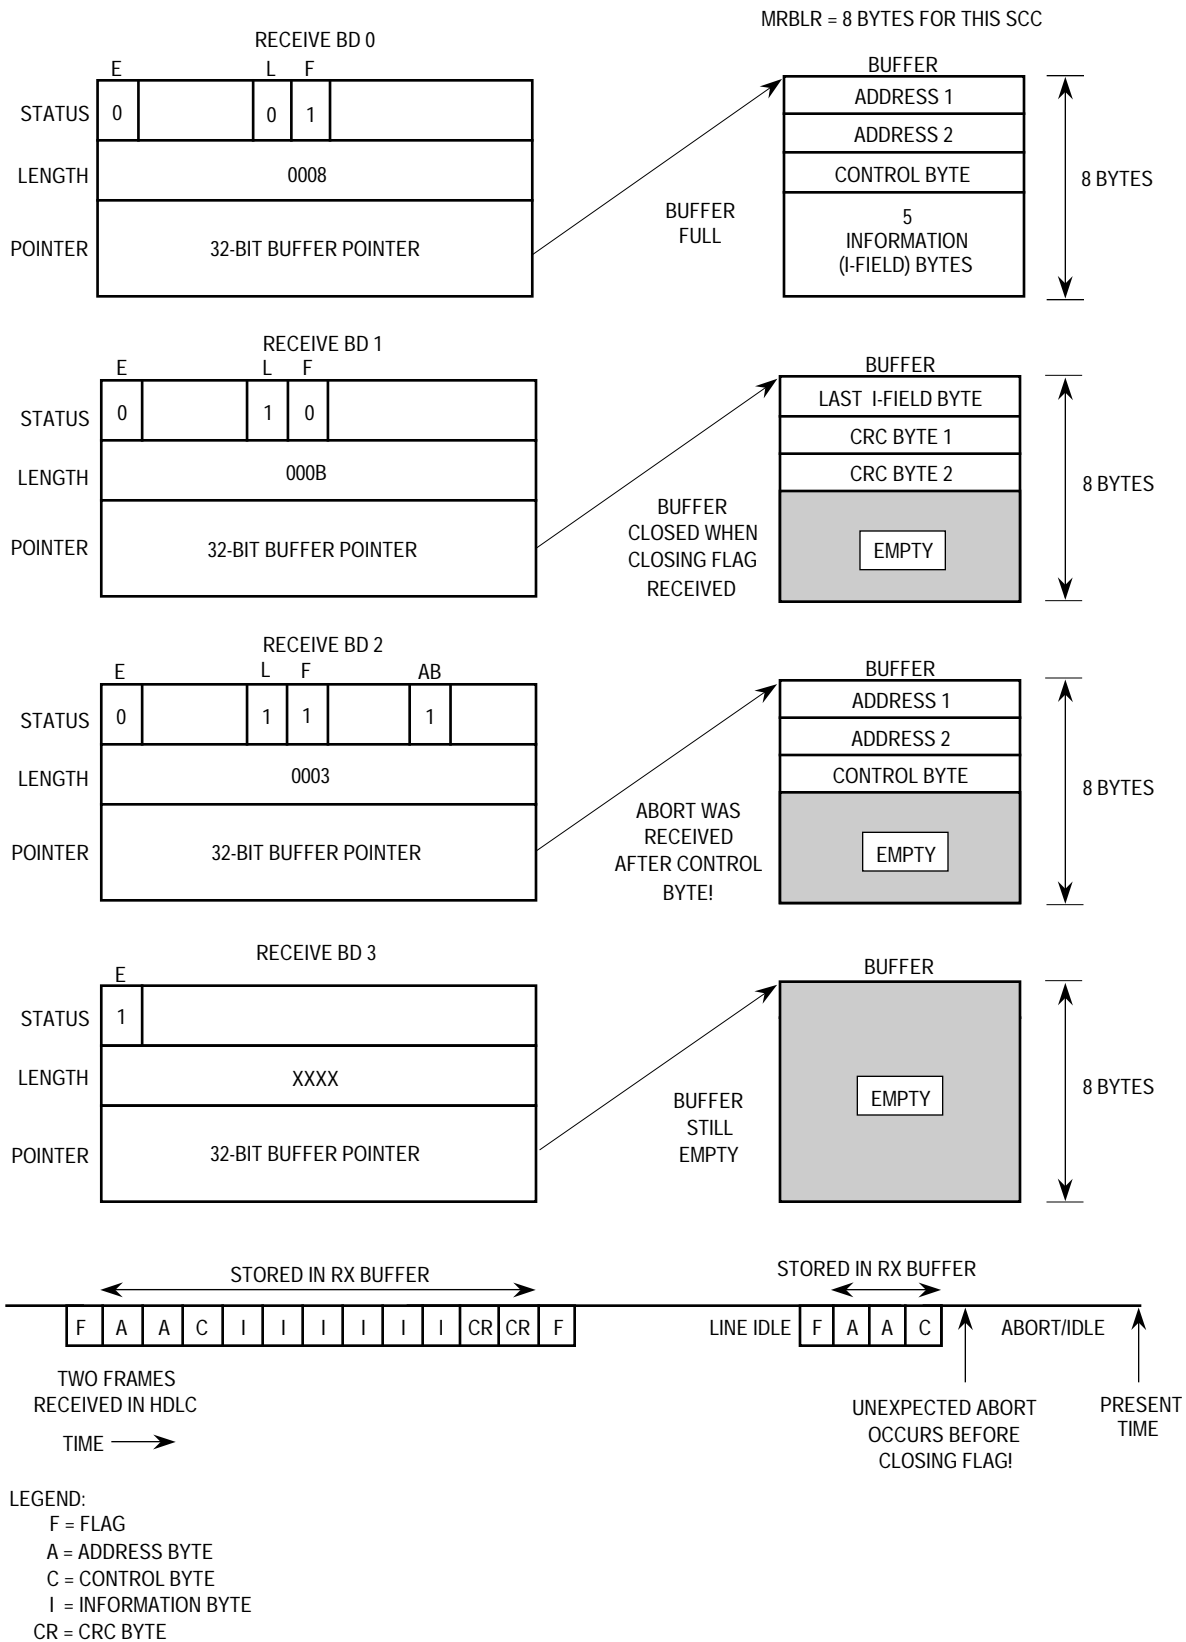 MRBLR = 8 BYTES FOR THIS SCC
RECEIVE BD 0
E L F
STATUS 0 0 1
LENGTH 0008
POINTER 32-BIT BUFFER POINTER
BUFFER
FULL
BUFFER
ADDRESS 1
ADDRESS 2
CONTROL BYTE
5
INFORMATION
(I-FIELD) BYTES
8 BYTES
RECEIVE BD 1
E L F
STATUS 0 1 0
LENGTH 000B
POINTER 32-BIT BUFFER POINTER
BUFFER
CLOSED WHEN
CLOSING FLAG
RECEIVED
BUFFER
LAST I-FIELD BYTE
CRC BYTE 1
CRC BYTE 2
EMPTY
8 BYTES
RECEIVE BD 2
E L F AB
STATUS 0 1 1 1
LENGTH 0003
POINTER 32-BIT BUFFER POINTER
ABORT WAS
RECEIVED
AFTER CONTROL
BYTE!
BUFFER
ADDRESS 1
ADDRESS 2
CONTROL BYTE
EMPTY
8 BYTES
RECEIVE BD 3
E
STATUS 1
LENGTH XXXX
POINTER 32-BIT BUFFER POINTER
BUFFER
STILL
EMPTY
BUFFER
EMPTY
8 BYTES
STORED IN RX BUFFER STORED IN RX BUFFER
F A A C I I I I I I CR CR F LINE IDLE F A A C ABORT/IDLE
TWO FRAMES
RECEIVED IN HDLC
TIME
UNEXPECTED ABORT
OCCURS BEFORE
CLOSING FLAG!
PRESENT
TIME
LEGEND:
F = FLAG
A = ADDRESS BYTE
C = CONTROL BYTE
I = INFORMATION BYTE
CR = CRC BYTE